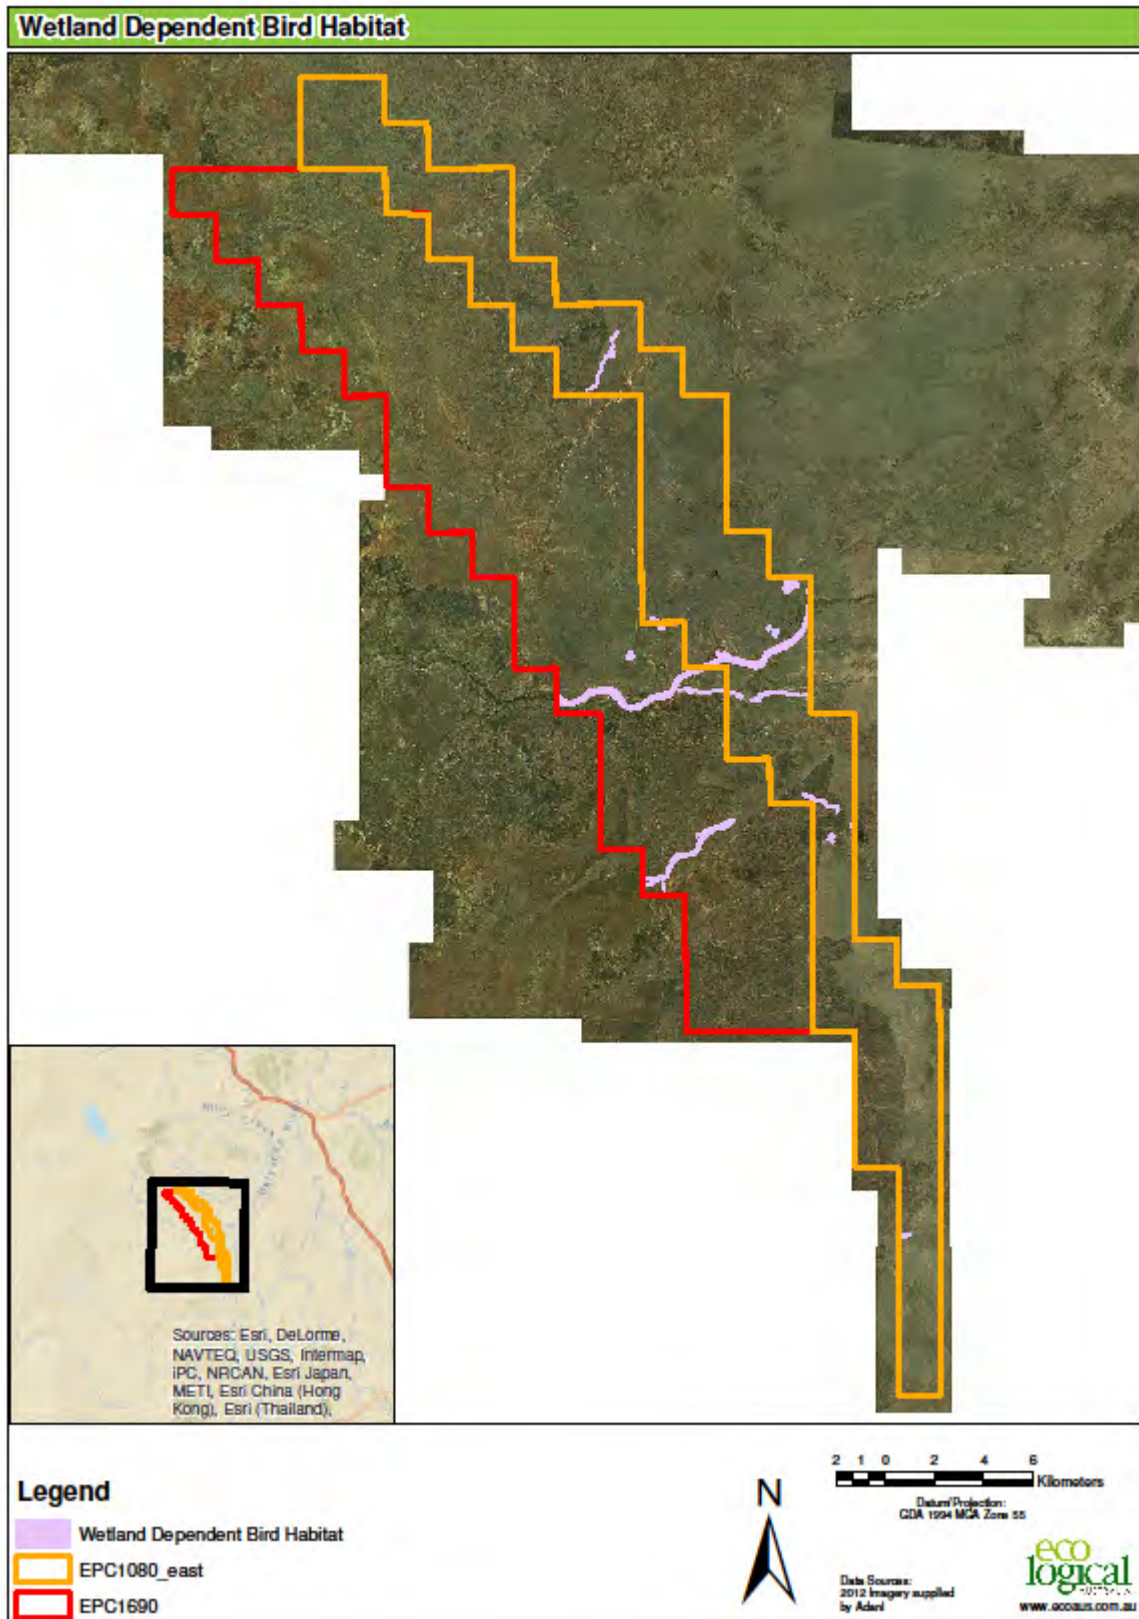 Wetland Dependent Bird Habitat
Sources: Esri, DeLorme,
NAVTEQ, USGS, Intermap,
iPC, NRCAN, Esri Japan,
METI, Esri China (Hong
Kong), Esri (Thailand),
Legend
Wetland Dependent Bird Habitat
EPC1080_east
EPC1690
N
2 1 0 2 4 6
Kilometers
Datum/Projection:
GDA 1994 MGA Zone 55
Data Sources:
2012 Imagery supplied
by Adani
eco
logical
AUSTRALIA
www.ecoaus.com.au